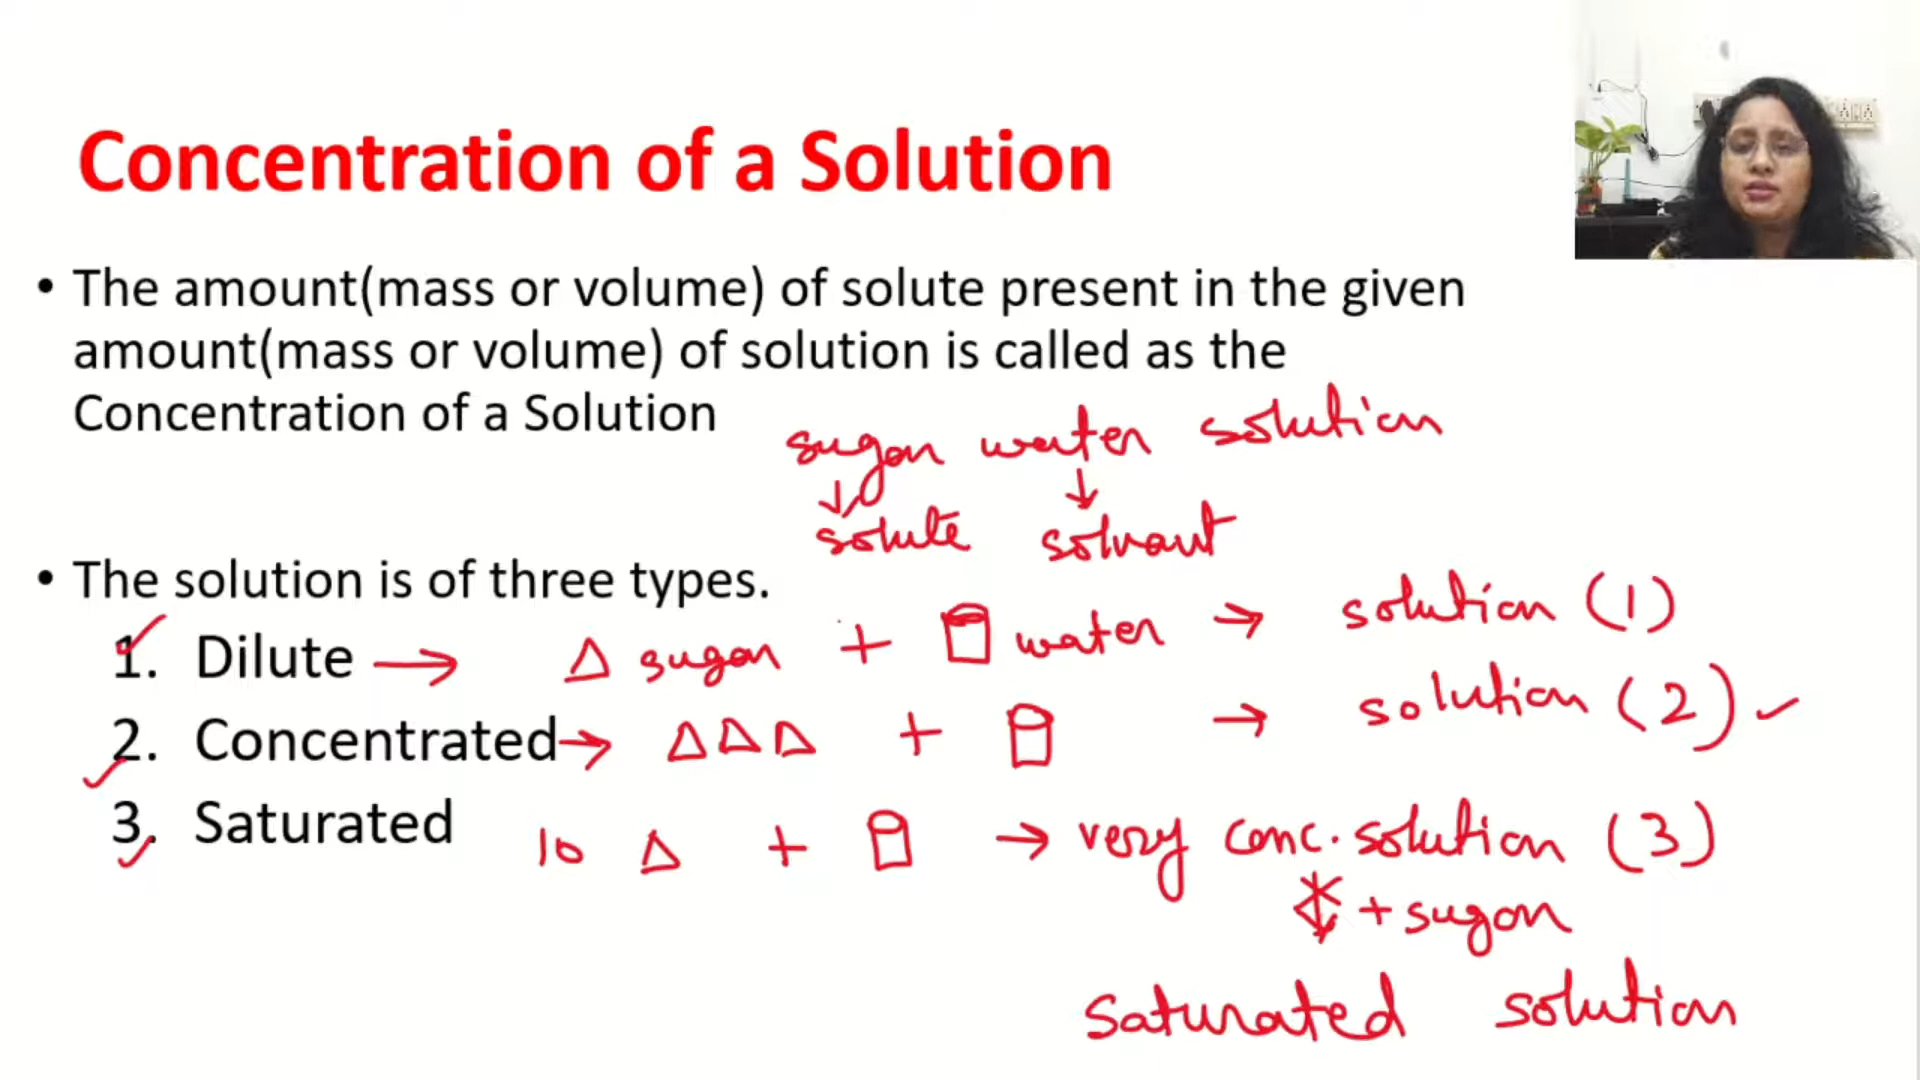 Concentration of a Solution
• The amount(mass or volume) of solute present in the given
amount(mass or volume) of solution is called as the
Concentration of a Solution
sugar water solution
solute solvant
• The solution is of three types.
1. Dilute → Δ sugar + water → solution (1)
2. Concentrated → Δ Δ Δ + → solution (2)
3. Saturated 10 Δ + → very conc. solution (3)
+ sugar
saturated solution